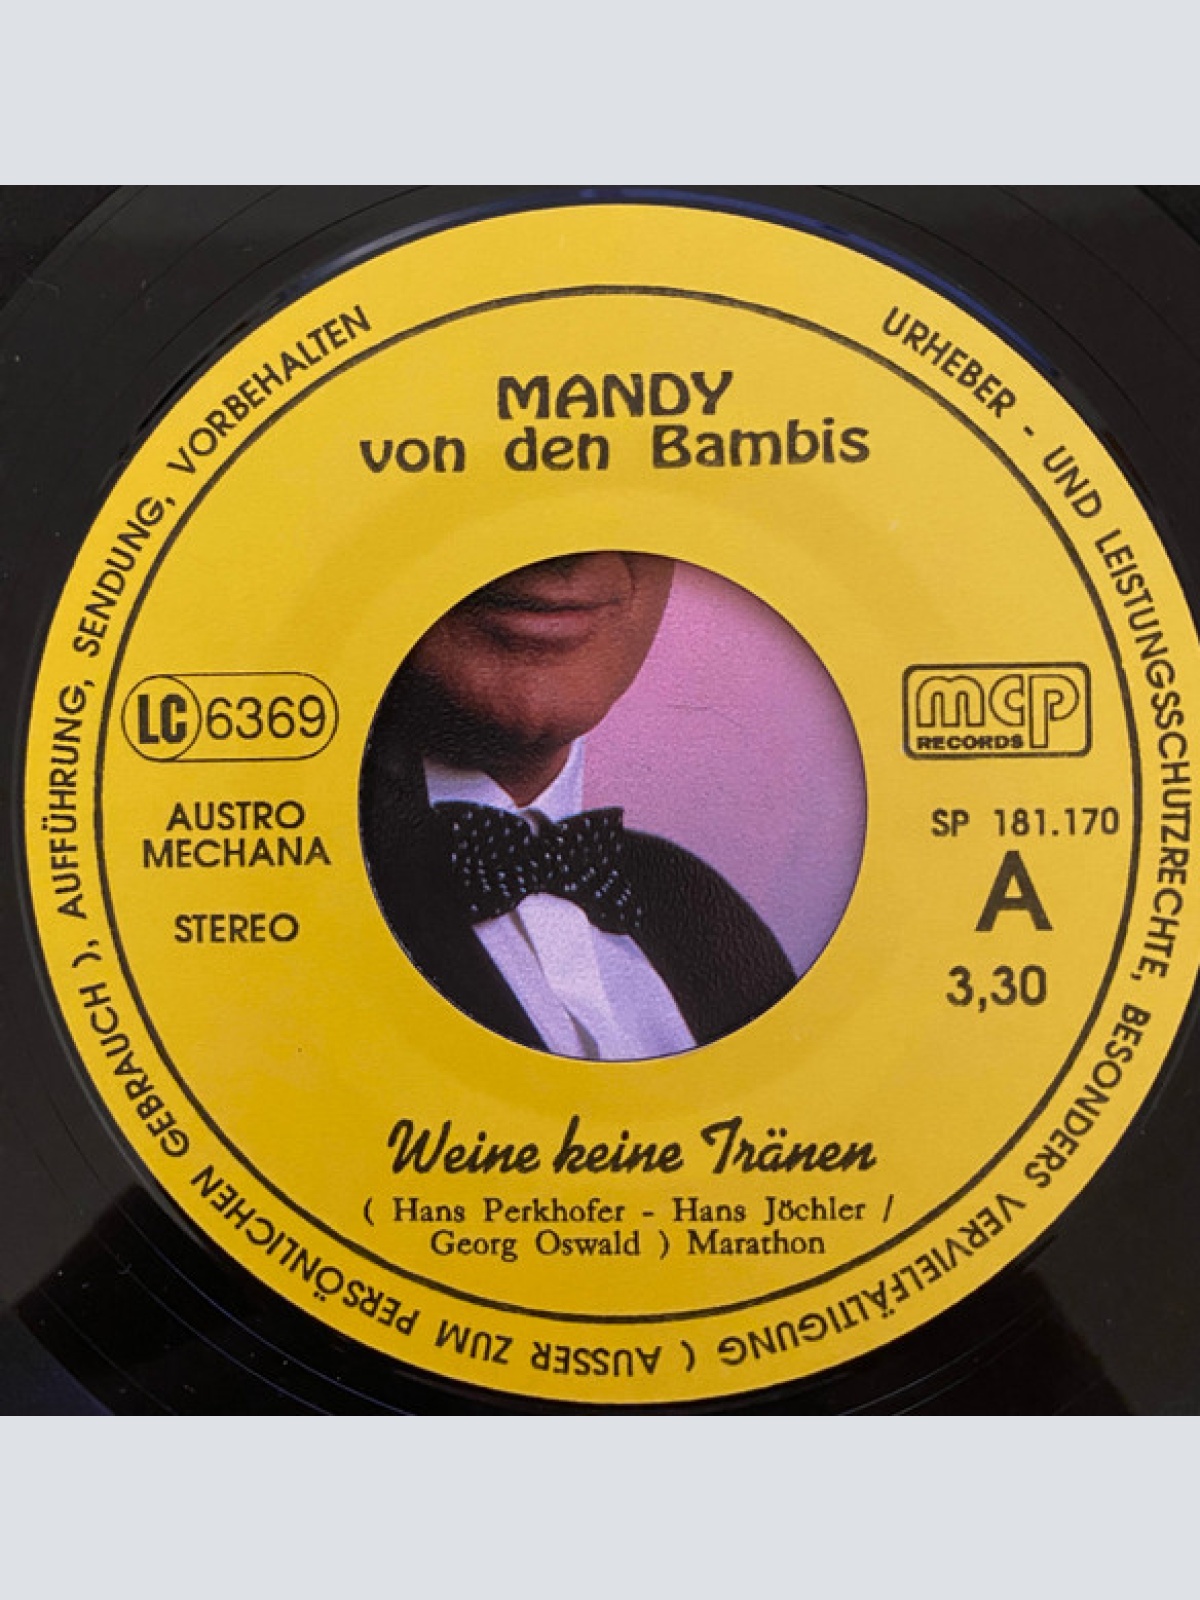 MANDY
von den Bambis
LC 6369
AUSTRO
MECHANA
STEREO
mcp
RECORDS
SP 181.170
A
3,30
Weine keine Tränen
( Hans Perkhofer - Hans Jöchler /
Georg Oswald ) Marathon
URHEBER - UND LEISTUNGSSCHUTZRECHTE, BESONDERS VERVIELFÄLTIGUNG ( AUSSER ZUM PERSÖNLICHEN GEBRAUCH ), AUFFÜHRUNG, SENDUNG, VORBEHALTEN